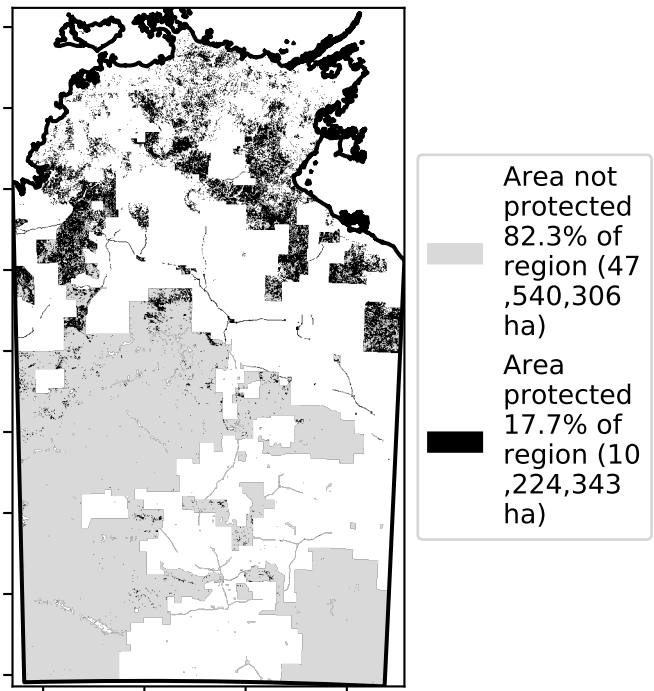 Area not
protected
82.3% of
region (47
,540,306
ha)
Area
protected
17.7% of
region (10
,224,343
ha)